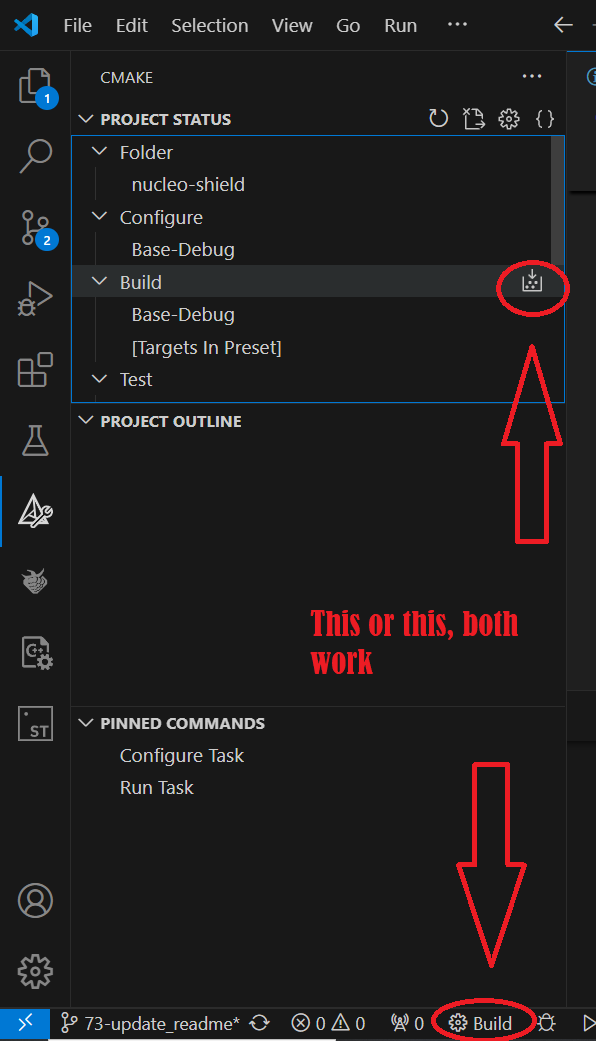 File Edit Selection View Go Run ...
CMAKE ...
PROJECT STATUS
Folder
nucleo-shield
Configure
Base-Debug
Build
Base-Debug
[Targets In Preset]
Test
PROJECT OUTLINE
This or this, both
work
PINNED COMMANDS
Configure Task
Run Task
1
2
C++
ST
73-update_readme* 0 0 0 Build